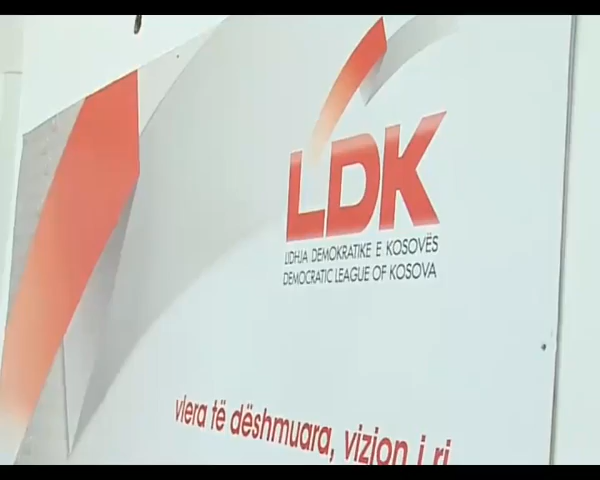 LDK
LIDHJA DEMOKRATIKE E KOSOVËS
DEMOCRATIC LEAGUE OF KOSOVA
vlera të dëshmuara, vizion i ri